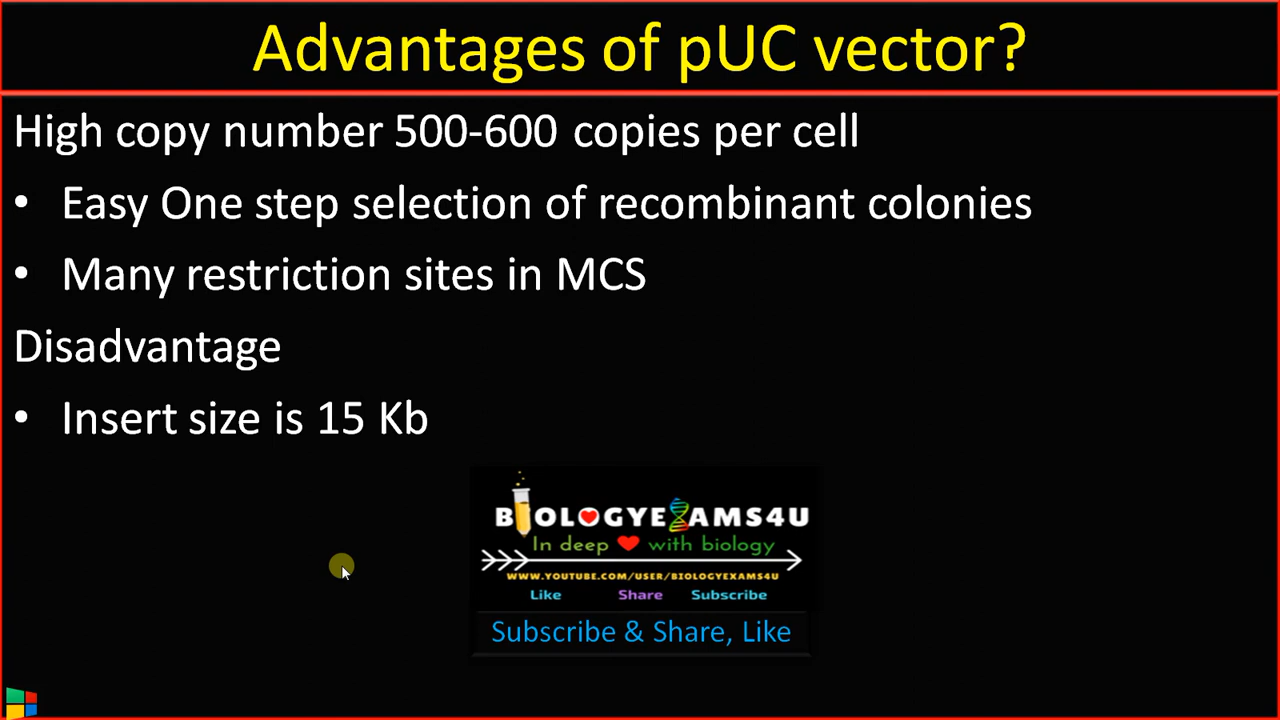 Advantages of pUC vector?
High copy number 500-600 copies per cell
• Easy One step selection of recombinant colonies
• Many restriction sites in MCS
Disadvantage
• Insert size is 15 Kb
BIOLOGYEXAMS4U
In deep ❤ with biology
WWW.YOUTUBE.COM/USER/BIOLOGYEXAMS4U
Like Share Subscribe
Subscribe & Share, Like